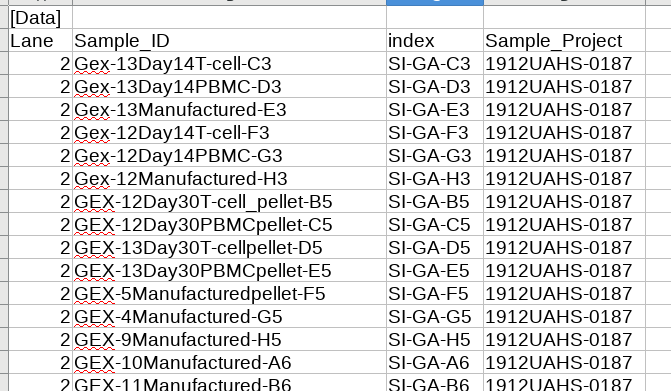 [Data]
Lane Sample_ID index Sample_Project
2 Gex-13Day14T-cell-C3 SI-GA-C3 1912UAHS-0187
2 Gex-13Day14PBMC-D3 SI-GA-D3 1912UAHS-0187
2 Gex-13Manufactured-E3 SI-GA-E3 1912UAHS-0187
2 Gex-12Day14T-cell-F3 SI-GA-F3 1912UAHS-0187
2 Gex-12Day14PBMC-G3 SI-GA-G3 1912UAHS-0187
2 Gex-12Manufactured-H3 SI-GA-H3 1912UAHS-0187
2 GEX-12Day30T-cell_pellet-B5 SI-GA-B5 1912UAHS-0187
2 GEX-12Day30PBMCpellet-C5 SI-GA-C5 1912UAHS-0187
2 GEX-13Day30T-cellpellet-D5 SI-GA-D5 1912UAHS-0187
2 GEX-13Day30PBMCpellet-E5 SI-GA-E5 1912UAHS-0187
2 GEX-5Manufacturedpellet-F5 SI-GA-F5 1912UAHS-0187
2 GEX-4Manufactured-G5 SI-GA-G5 1912UAHS-0187
2 GEX-9Manufactured-H5 SI-GA-H5 1912UAHS-0187
2 GEX-10Manufactured-A6 SI-GA-A6 1912UAHS-0187
2 GEX-11Manufactured-B6 SI-GA-B6 1912UAHS-0187